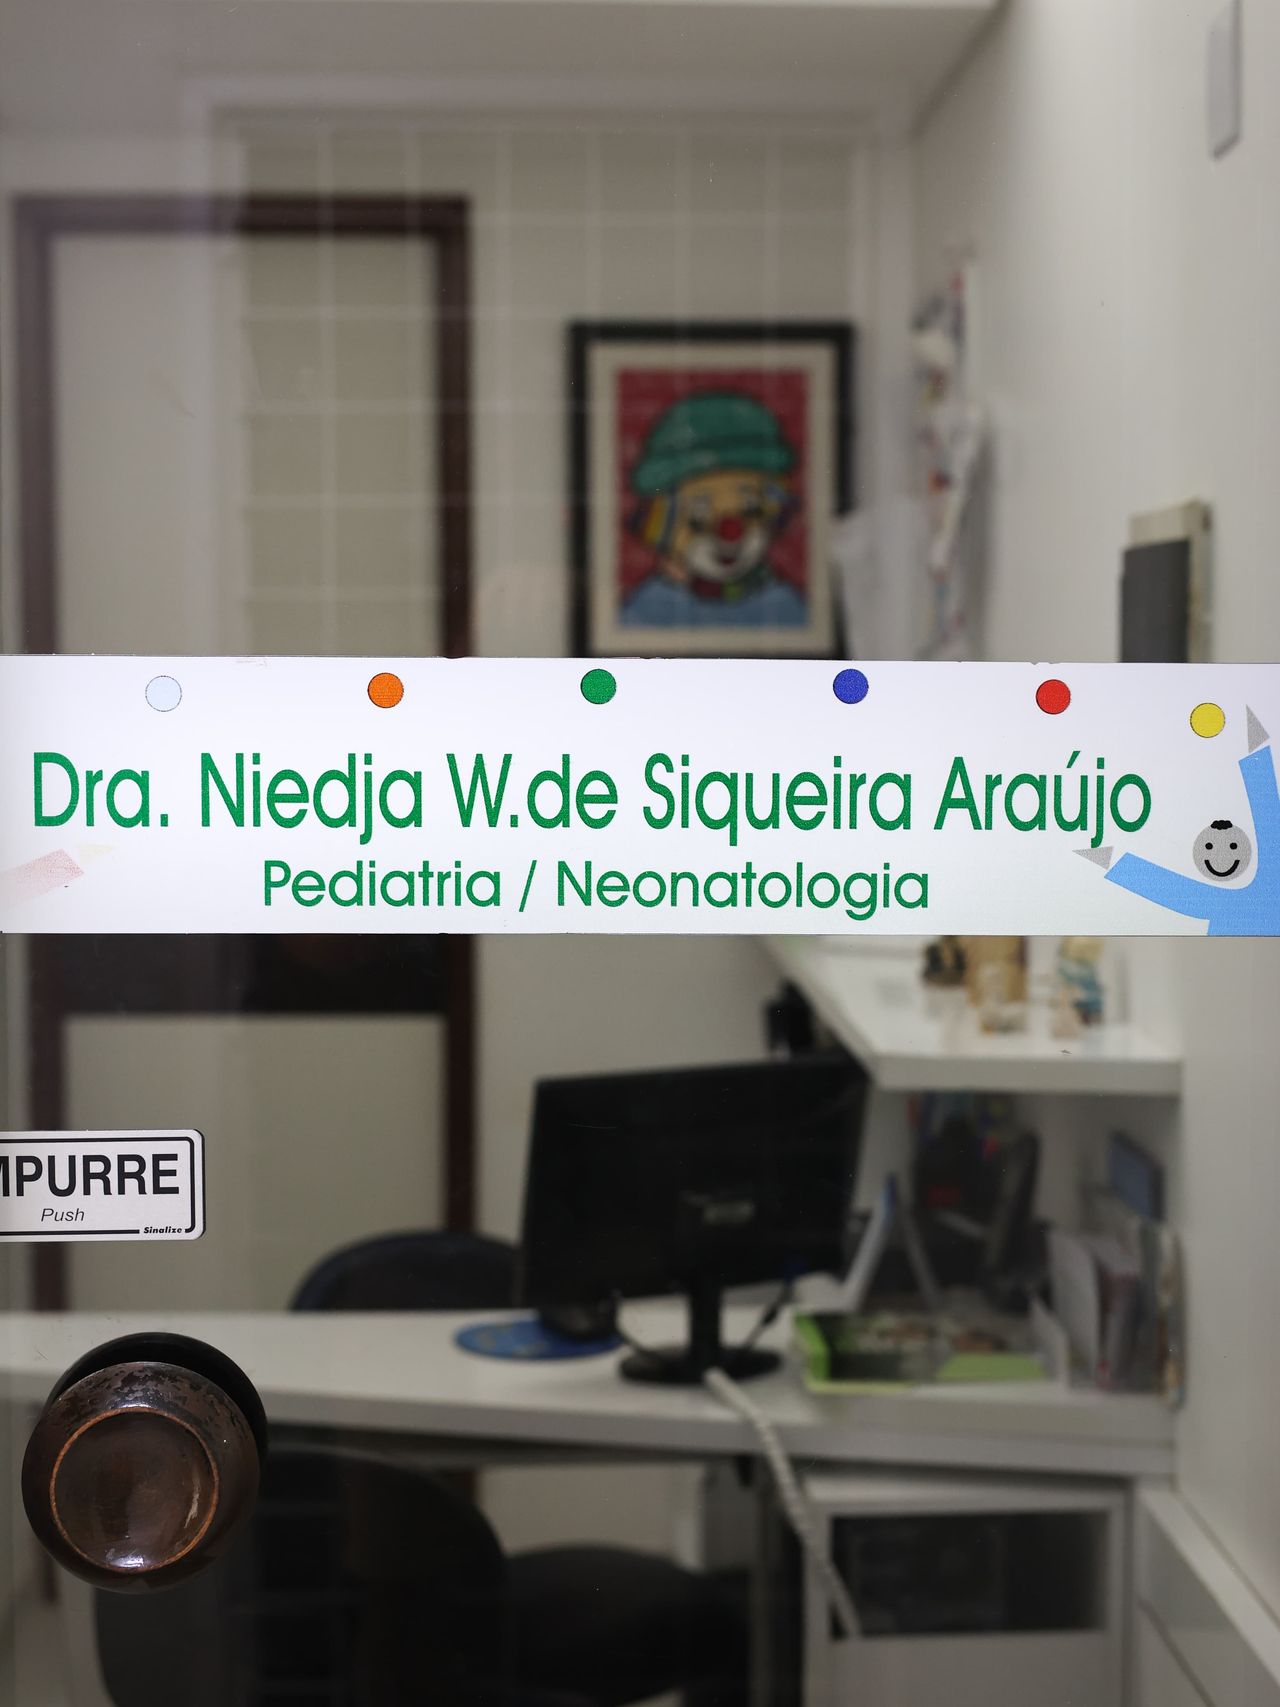 Dra. Niedja W.de Siqueira Araújo
Pediatria / Neonatologia
MPURRE
Push
Sinalize